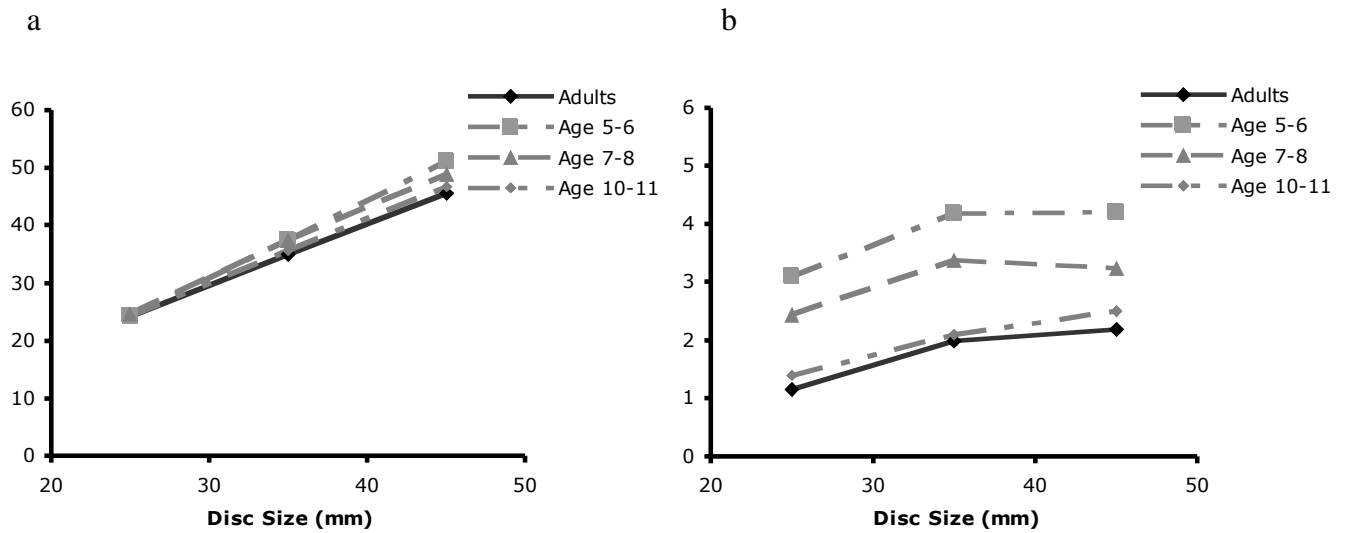 a
60
50
40
30
20
10
0
20 30 40 50
Disc Size (mm)
Adults
Age 5-6
Age 7-8
Age 10-11
b
6
5
4
3
2
1
0
20 30 40 50
Disc Size (mm)
Adults
Age 5-6
Age 7-8
Age 10-11